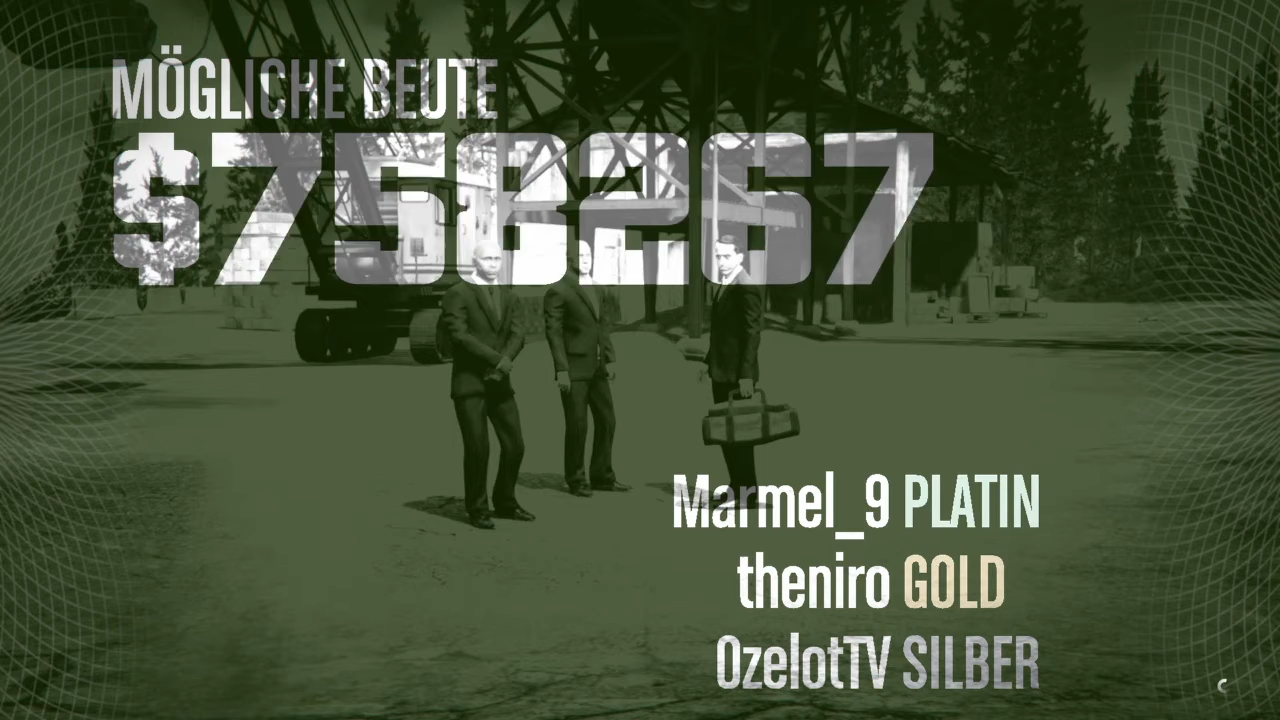 MÖGLICHE BEUTE
$758267
Marmel_9 PLATIN
theniro GOLD
OzelotTV SILBER